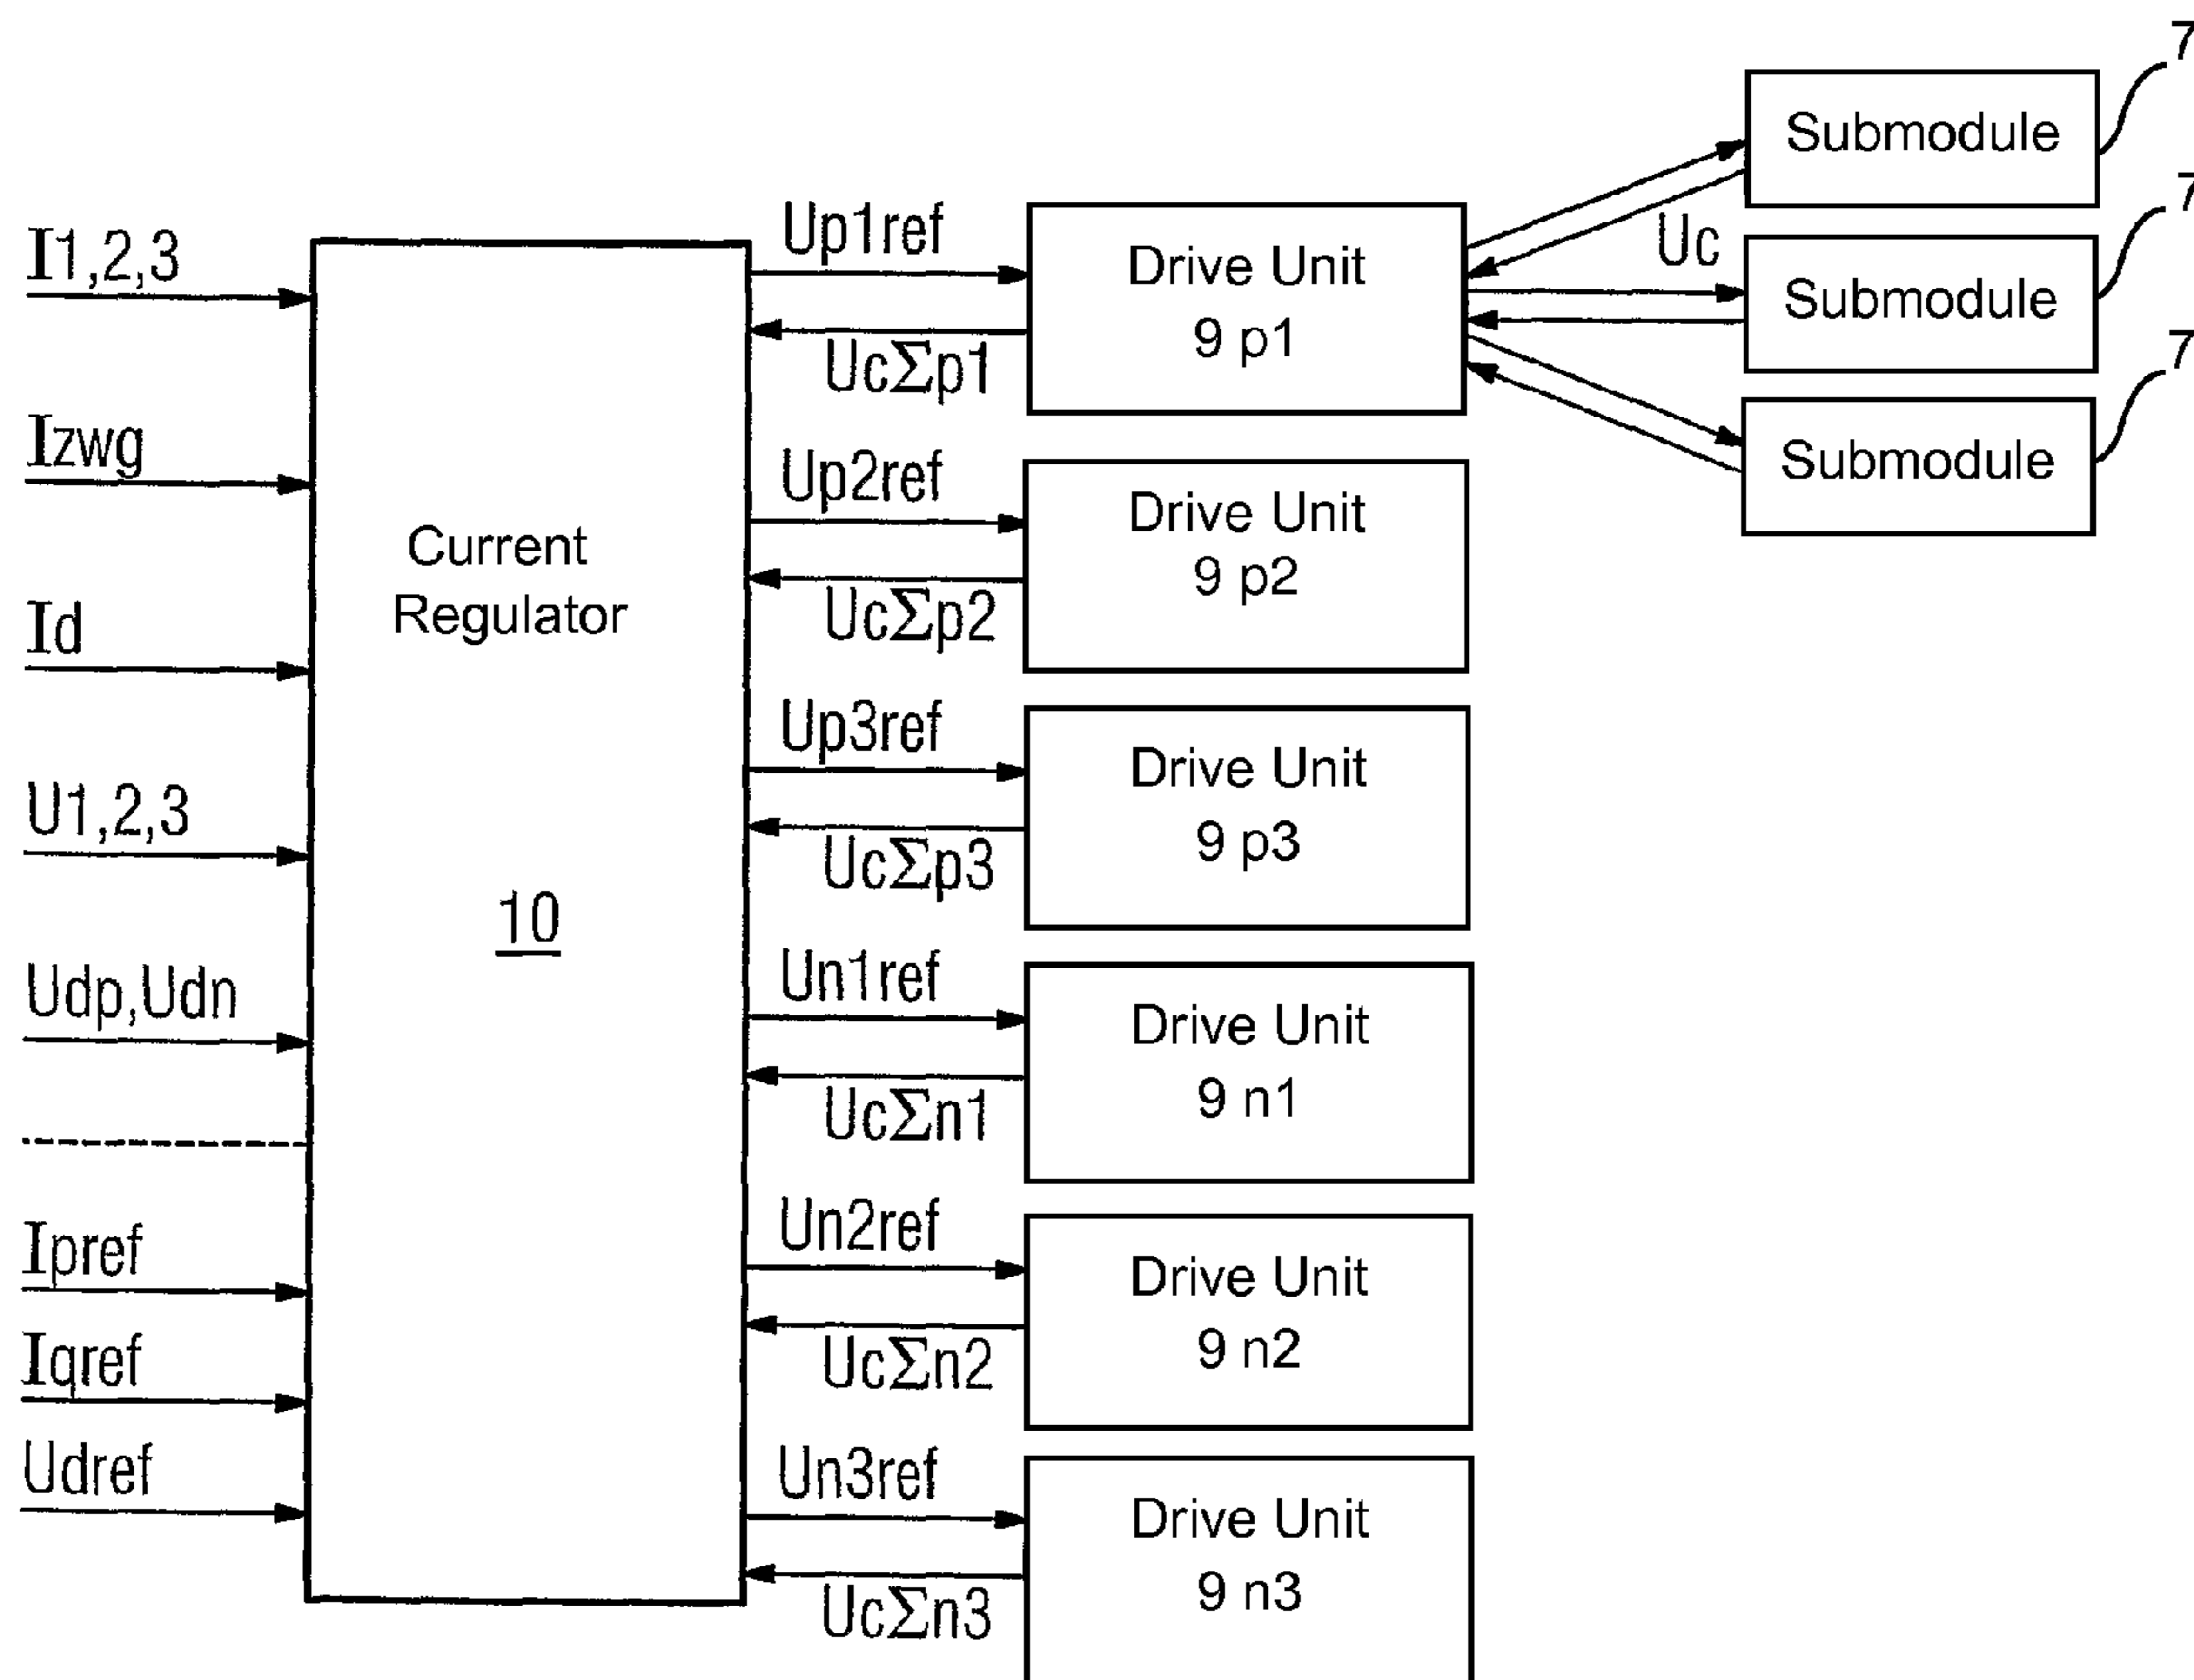 I1,2,3
Izwg
Id
U1,2,3
Udp,Udn
Ipref
Iqref
Udref
Current
Regulator
10
Up1ref
UcΣp1
Up2ref
UcΣp2
Up3ref
UcΣp3
Un1ref
UcΣn1
Un2ref
UcΣn2
Un3ref
UcΣn3
Drive Unit
9 p1
Drive Unit
9 p2
Drive Unit
9 p3
Drive Unit
9 n1
Drive Unit
9 n2
Drive Unit
9 n3
Uc
Submodule
7
Submodule
7
Submodule
7